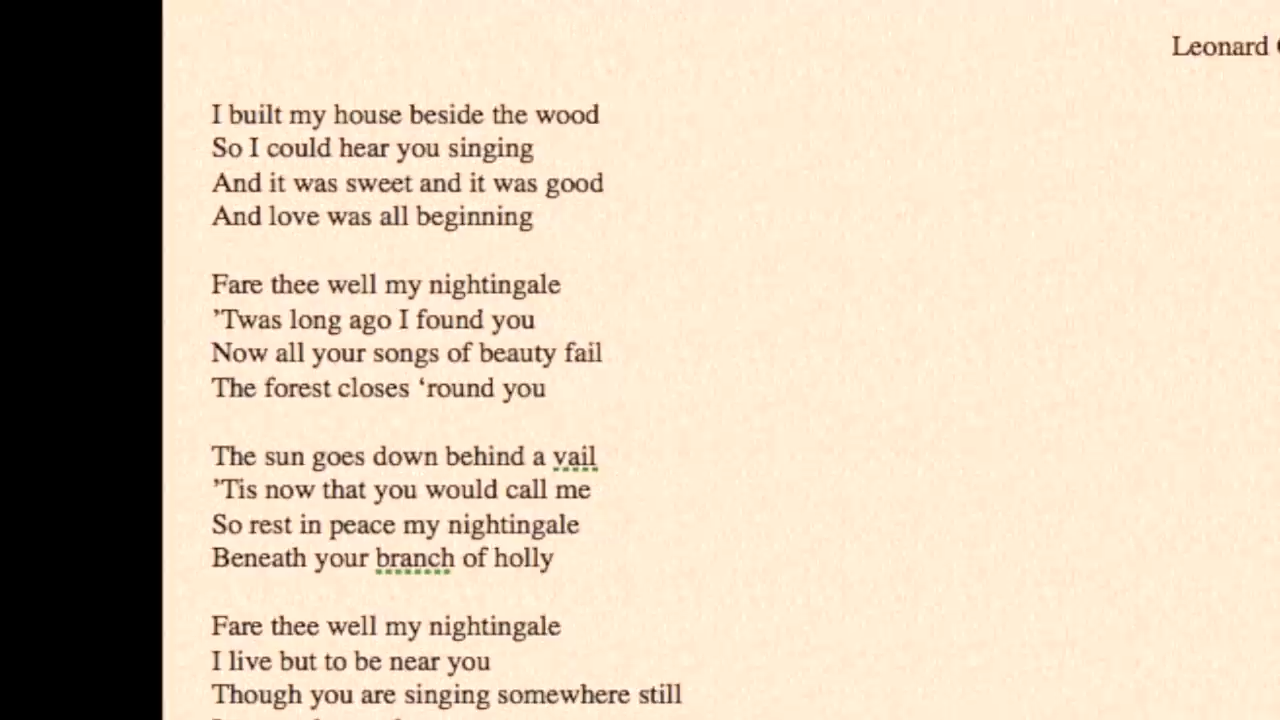 Leonard
I built my house beside the wood
So I could hear you singing
And it was sweet and it was good
And love was all beginning
Fare thee well my nightingale
’Twas long ago I found you
Now all your songs of beauty fail
The forest closes ‘round you
The sun goes down behind a vail
’Tis now that you would call me
So rest in peace my nightingale
Beneath your branch of holly
Fare thee well my nightingale
I live but to be near you
Though you are singing somewhere still